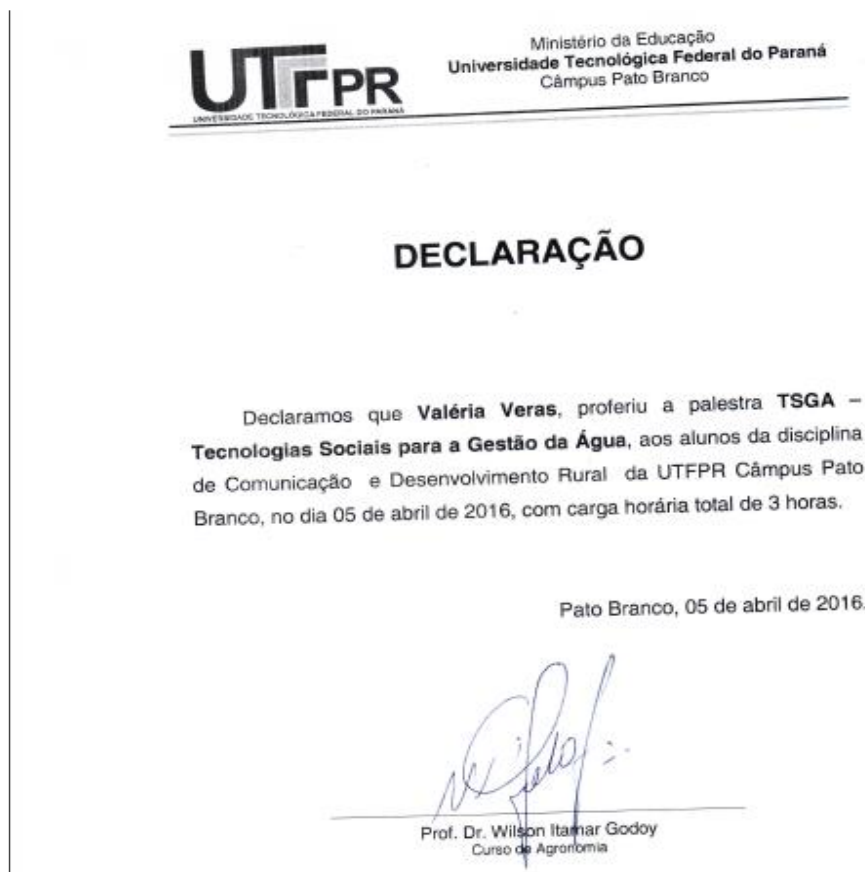 Ministério da Educação
Universidade Tecnológica Federal do Paraná
Câmpus Pato Branco
UTFPR
UNIVERSIDADE TECNOLÓGICA FEDERAL DO PARANÁ
DECLARAÇÃO
Declaramos que Valéria Veras, proferiu a palestra TSGA –
Tecnologias Sociais para a Gestão da Água, aos alunos da disciplina
de Comunicação e Desenvolvimento Rural da UTFPR Câmpus Pato
Branco, no dia 05 de abril de 2016, com carga horária total de 3 horas.
Pato Branco, 05 de abril de 2016.
Prof. Dr. Wilson Itamar Godoy
Curso de Agronomia